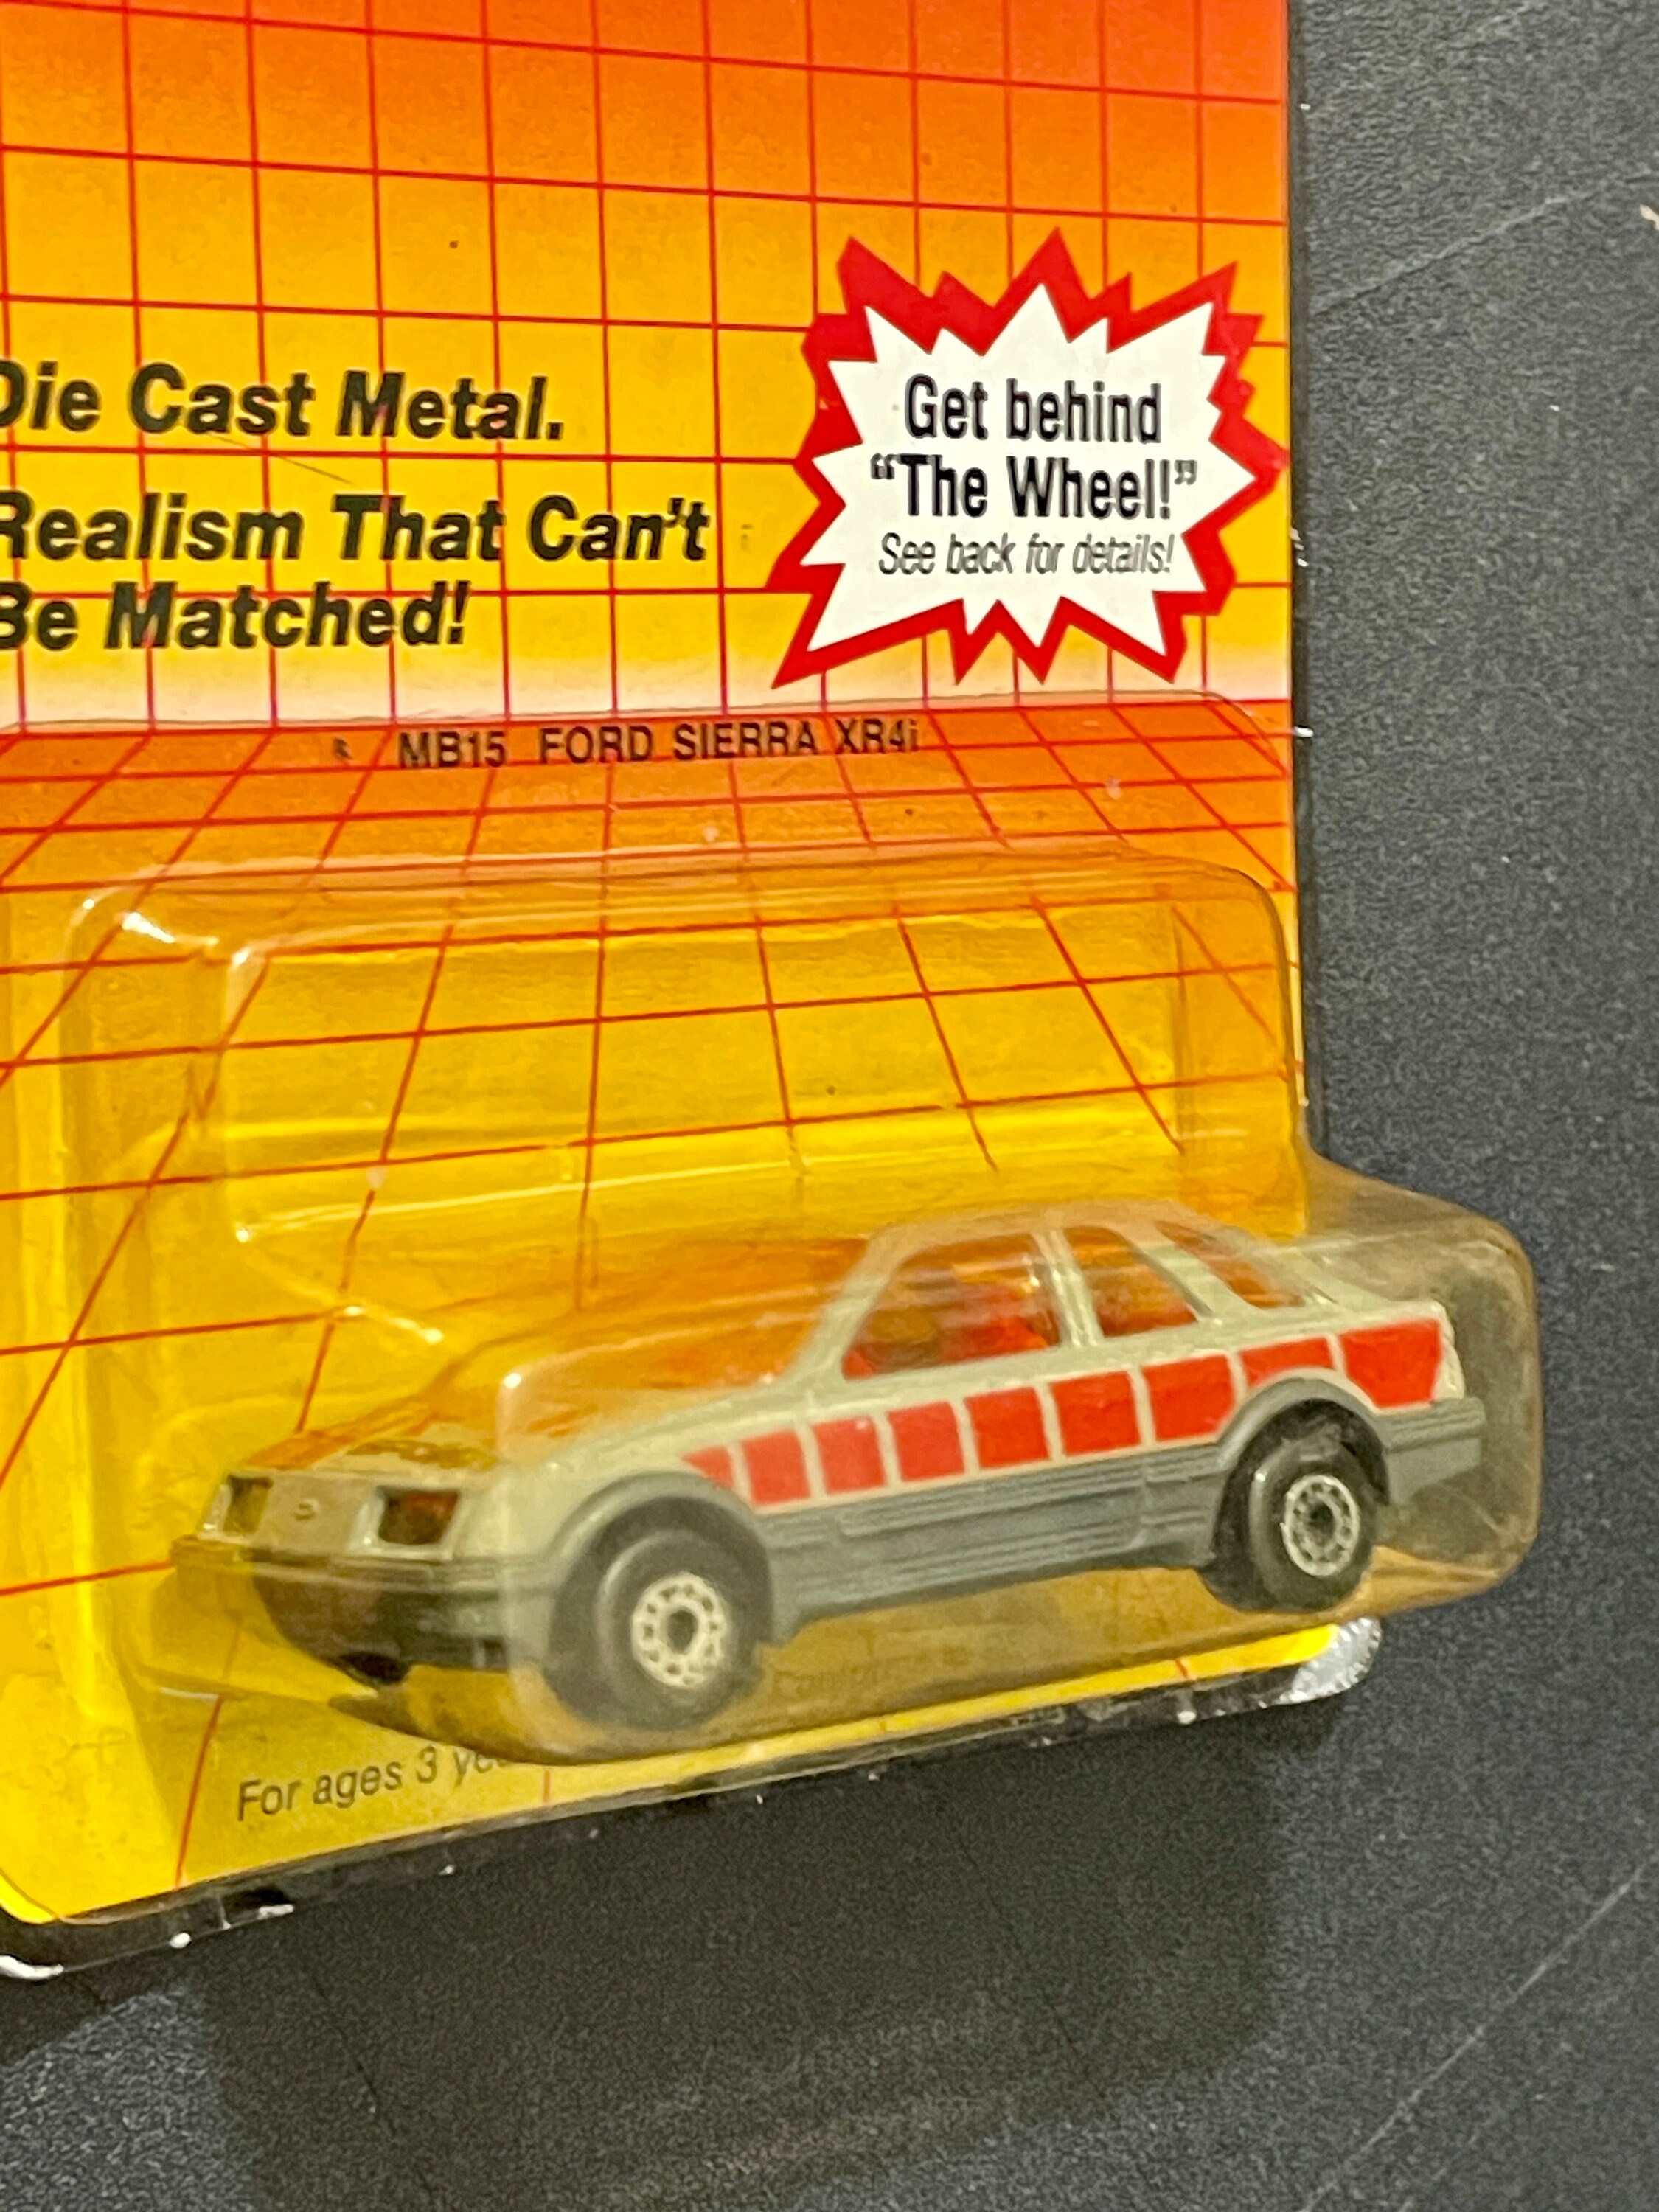 Die Cast Metal.
Realism That Can't
Be Matched!
Get behind
“The Wheel!”
See back for details!
MB15 FORD SIERRA XR4i
For ages 3